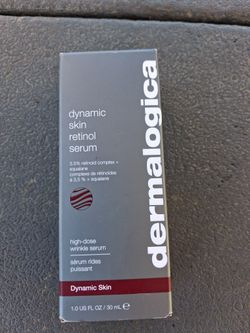 dynamic
skin
retinol
serum
3.5% retinoid complex +
squalane
complexe de rétinoïdes
à 3,5 % + squalane
high-dose
wrinkle serum
sérum rides
puissant
Dynamic Skin
1.0 US FL OZ / 30 mL e
dermalogica